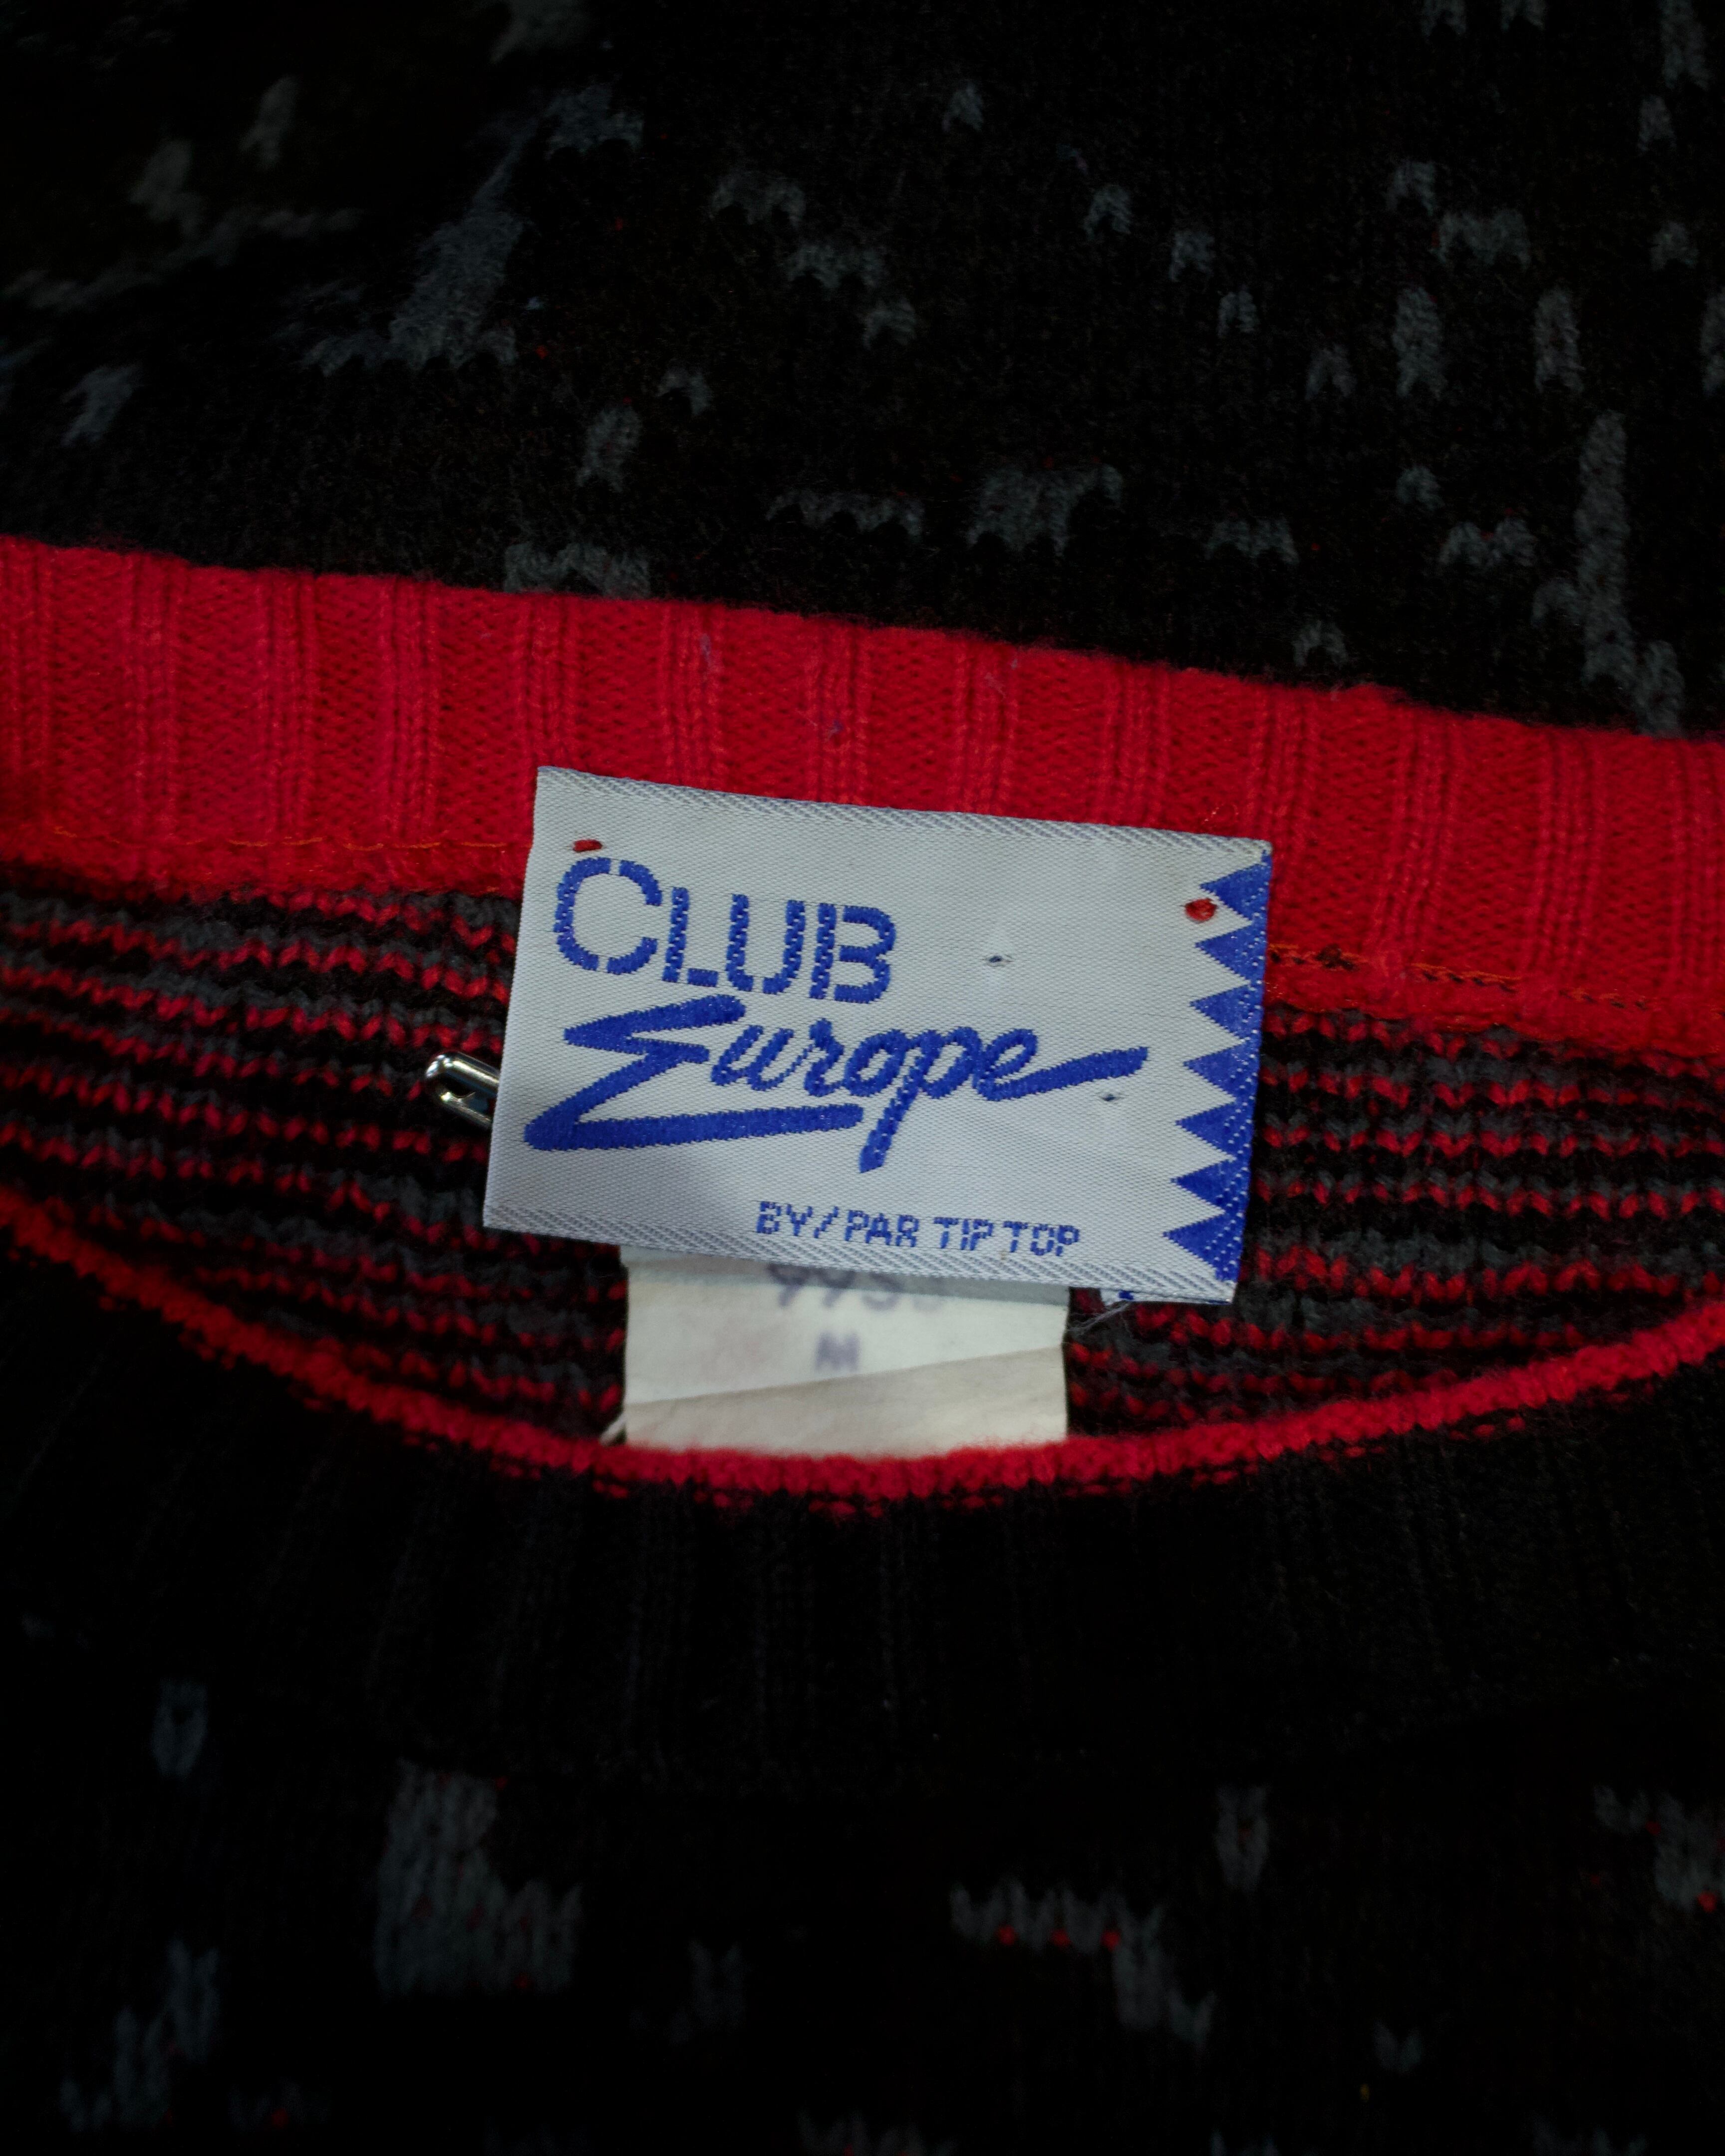 CLUB
Europe
BY/PAR TIP TOP
M